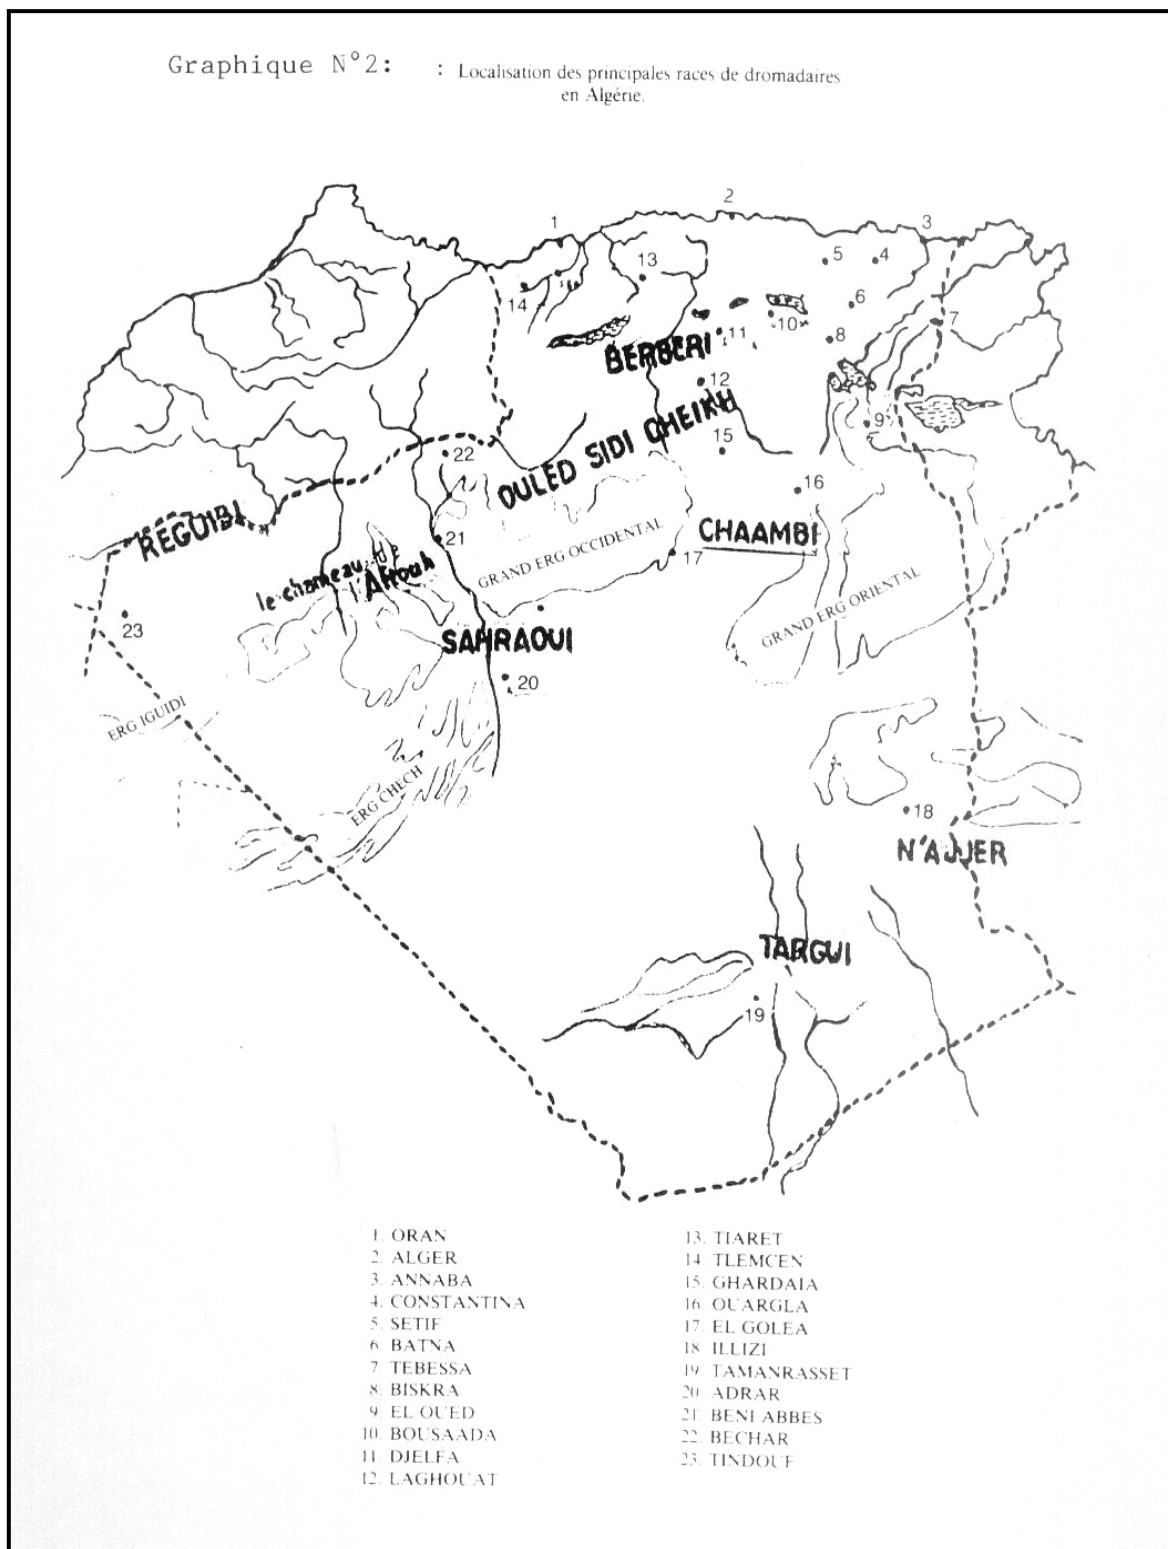 Graphique N°2:
: Localisation des principales races de dromadaires
en Algérie.
1
2
3
4
5
6
7
8
9
10
11
12
13
14
15
16
17
18
19
20
21
22
23
BERBERI
OULED SIDI CHEIKH
REGUIBI
CHAAMBI
GRAND ERG OCCIDENTAL
le chameau de
l'Aftouh
GRAND ERG ORIENTAL
SAHRAOUI
ERG IGUIDI
ERG CHECH
N'AJJER
TARGUI
1. ORAN
2. ALGER
3. ANNABA
4. CONSTANTINA
5. SETIF
6. BATNA
7. TEBESSA
8. BISKRA
9. EL OUED
10. BOUSAADA
11. DJELFA
12. LAGHOUAT
13. TIARET
14. TLEMCEN
15. GHARDAIA
16. OUARGLA
17. EL GOLEA
18. ILLIZI
19. TAMANRASSET
20. ADRAR
21. BENI ABBES
22. BECHAR
23. TINDOUF